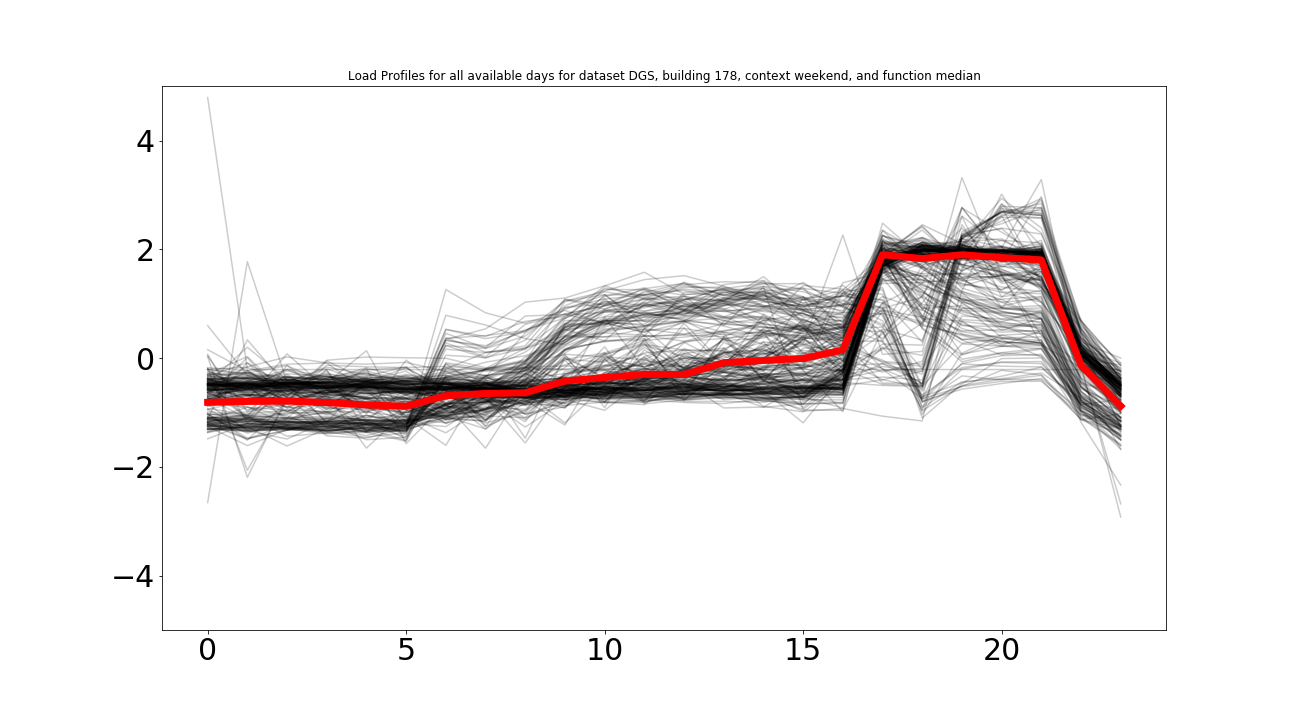 Load Profiles for all available days for dataset DGS, building 178, context weekend, and function median
4
2
0
−2
−4
0 5 10 15 20